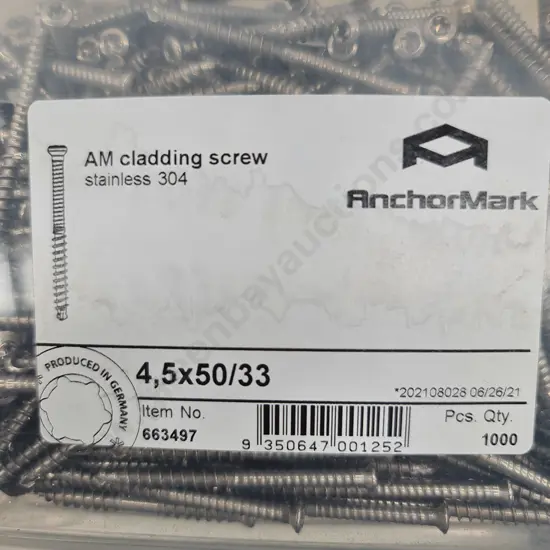 AM cladding screw
stainless 304
AnchorMark
PRODUCED IN GERMANY
4,5x50/33
*202108028 06/26/21
Item No.
663497
9 350647 001252
Pcs. Qty.
1000